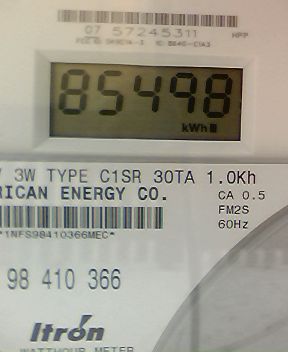 07 57245311
85498
kWh
V 3W TYPE C1SR 30TA 1.0Kh
RICAN ENERGY CO.
CA 0.5
FM2S
60Hz
*1NFS98410366MEC*
98 410 366
Itron
WATTHOUR METER